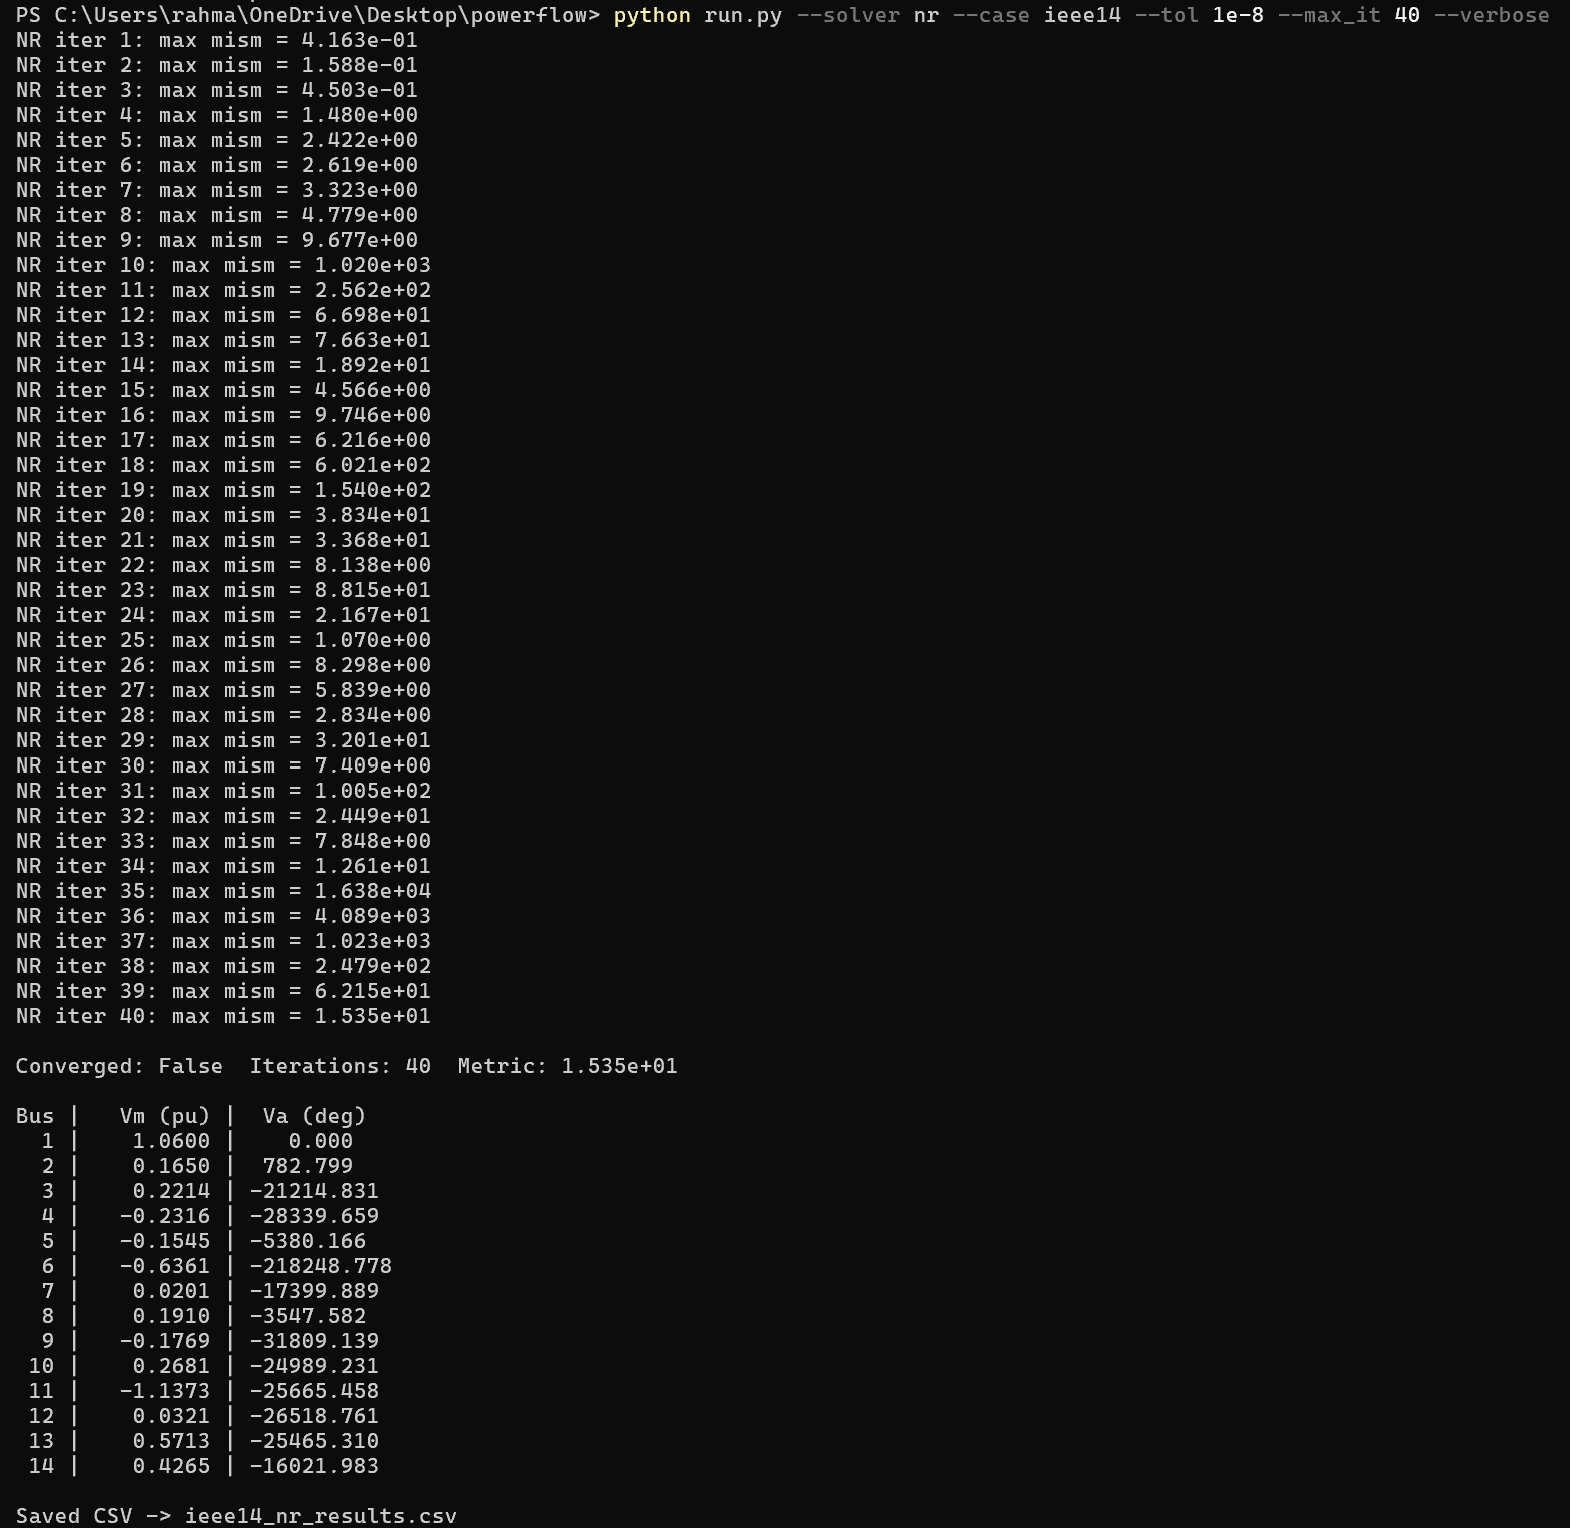 PS C:\Users\rahma\OneDrive\Desktop\powerflow> python run.py --solver nr --case ieee14 --tol 1e-8 --max_it 40 --verbose
NR iter 1: max mism = 4.163e-01
NR iter 2: max mism = 1.588e-01
NR iter 3: max mism = 4.503e-01
NR iter 4: max mism = 1.480e+00
NR iter 5: max mism = 2.422e+00
NR iter 6: max mism = 2.619e+00
NR iter 7: max mism = 3.323e+00
NR iter 8: max mism = 4.779e+00
NR iter 9: max mism = 9.677e+00
NR iter 10: max mism = 1.020e+03
NR iter 11: max mism = 2.562e+02
NR iter 12: max mism = 6.698e+01
NR iter 13: max mism = 7.663e+01
NR iter 14: max mism = 1.892e+01
NR iter 15: max mism = 4.566e+00
NR iter 16: max mism = 9.746e+00
NR iter 17: max mism = 6.216e+00
NR iter 18: max mism = 6.021e+02
NR iter 19: max mism = 1.540e+02
NR iter 20: max mism = 3.834e+01
NR iter 21: max mism = 3.368e+01
NR iter 22: max mism = 8.138e+00
NR iter 23: max mism = 8.815e+01
NR iter 24: max mism = 2.167e+01
NR iter 25: max mism = 1.070e+00
NR iter 26: max mism = 8.298e+00
NR iter 27: max mism = 5.839e+00
NR iter 28: max mism = 2.834e+00
NR iter 29: max mism = 3.201e+01
NR iter 30: max mism = 7.409e+00
NR iter 31: max mism = 1.005e+02
NR iter 32: max mism = 2.449e+01
NR iter 33: max mism = 7.848e+00
NR iter 34: max mism = 1.261e+01
NR iter 35: max mism = 1.638e+04
NR iter 36: max mism = 4.089e+03
NR iter 37: max mism = 1.023e+03
NR iter 38: max mism = 2.479e+02
NR iter 39: max mism = 6.215e+01
NR iter 40: max mism = 1.535e+01
Converged: False  Iterations: 40  Metric: 1.535e+01
Bus |   Vm (pu) |  Va (deg)
  1 |    1.0600 |    0.000
  2 |    0.1650 |  782.799
  3 |    0.2214 | -21214.831
  4 |   -0.2316 | -28339.659
  5 |   -0.1545 | -5380.166
  6 |   -0.6361 | -218248.778
  7 |    0.0201 | -17399.889
  8 |    0.1910 | -3547.582
  9 |   -0.1769 | -31809.139
 10 |    0.2681 | -24989.231
 11 |   -1.1373 | -25665.458
 12 |    0.0321 | -26518.761
 13 |    0.5713 | -25465.310
 14 |    0.4265 | -16021.983
Saved CSV -> ieee14_nr_results.csv